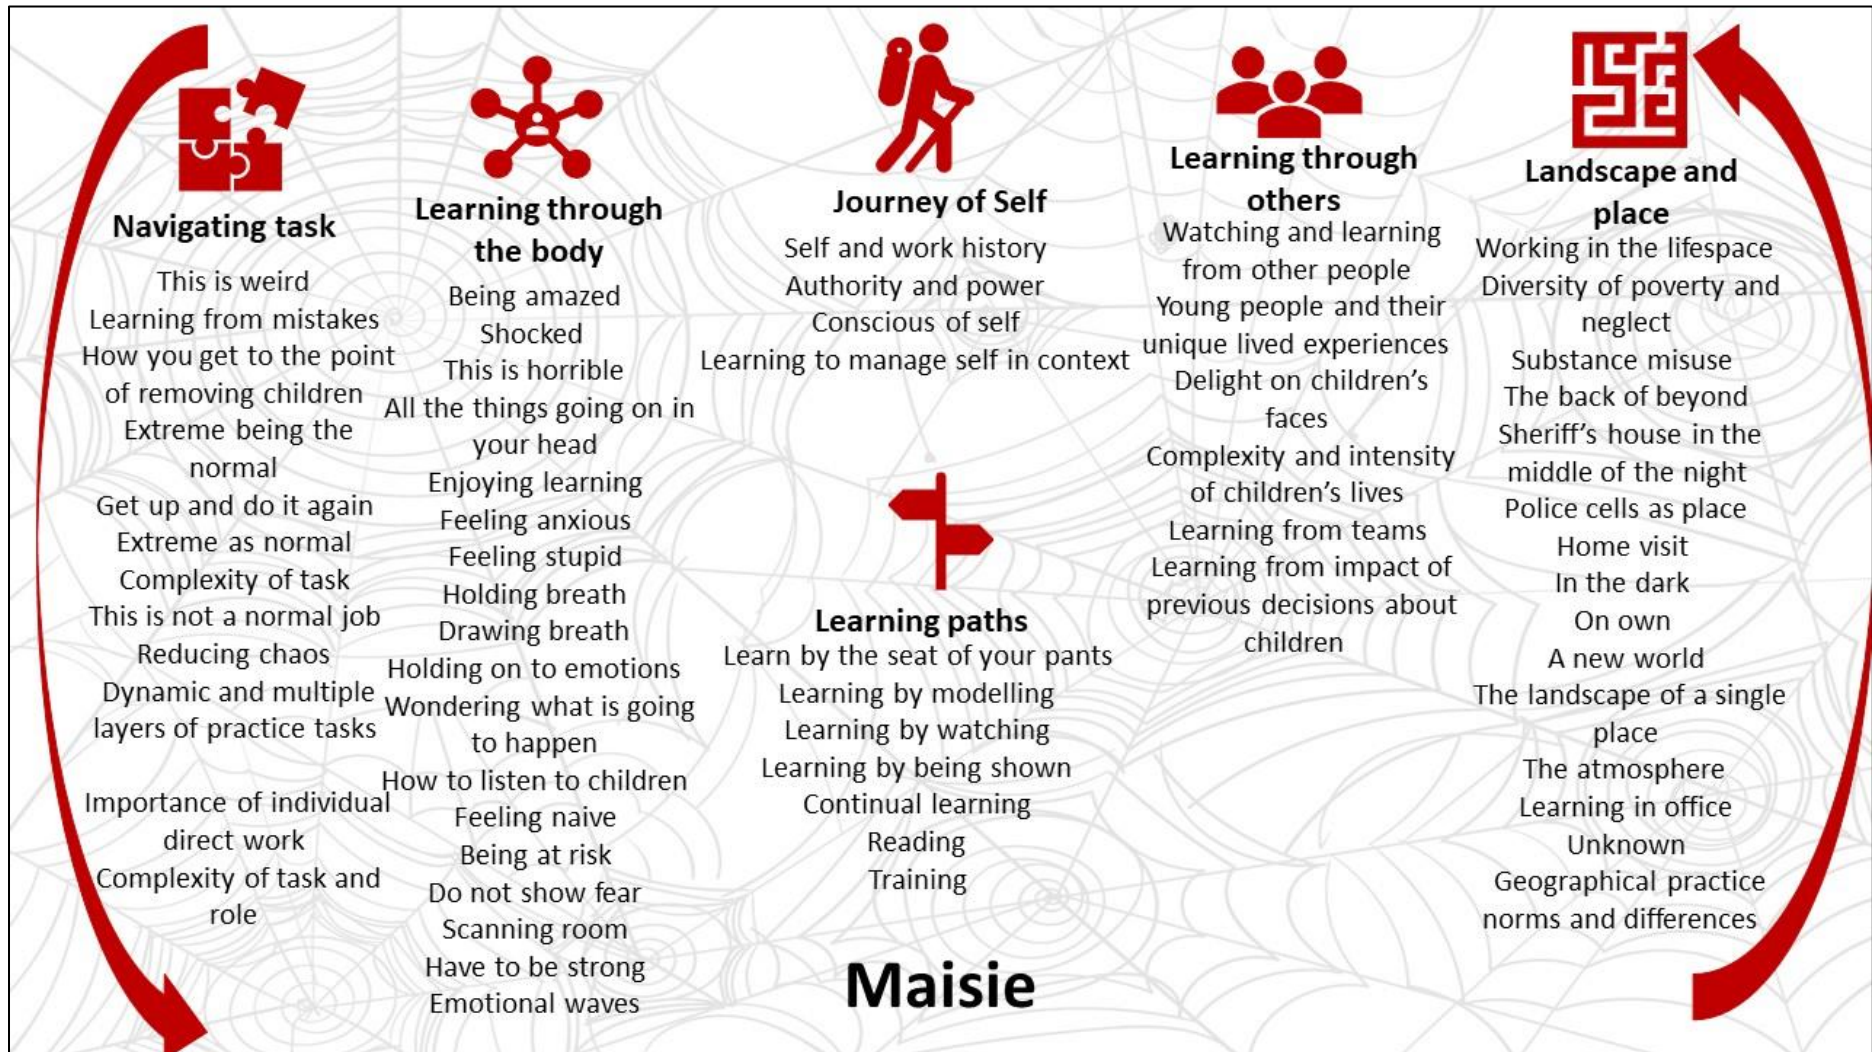 Navigating task
This is weird
Learning from mistakes
How you get to the point
of removing children
Extreme being the
normal
Get up and do it again
Extreme as normal
Complexity of task
This is not a normal job
Reducing chaos
Dynamic and multiple
layers of practice tasks
Importance of individual
direct work
Complexity of task and
role
Learning through
the body
Being amazed
Shocked
This is horrible
All the things going on in
your head
Enjoying learning
Feeling anxious
Feeling stupid
Holding breath
Drawing breath
Holding on to emotions
Wondering what is going
to happen
How to listen to children
Feeling naive
Being at risk
Do not show fear
Scanning room
Have to be strong
Emotional waves
Journey of Self
Self and work history
Authority and power
Conscious of self
Learning to manage self in context
Learning paths
Learn by the seat of your pants
Learning by modelling
Learning by watching
Learning by being shown
Continual learning
Reading
Training
Maisie
Learning through
others
Watching and learning
from other people
Young people and their
unique lived experiences
Delight on children’s
faces
Complexity and intensity
of children’s lives
Learning from teams
Learning from impact of
previous decisions about
children
Landscape and
place
Working in the lifespace
Diversity of poverty and
neglect
Substance misuse
The back of beyond
Sheriff’s house in the
middle of the night
Police cells as place
Home visit
In the dark
On own
A new world
The landscape of a single
place
The atmosphere
Learning in office
Unknown
Geographical practice
norms and differences